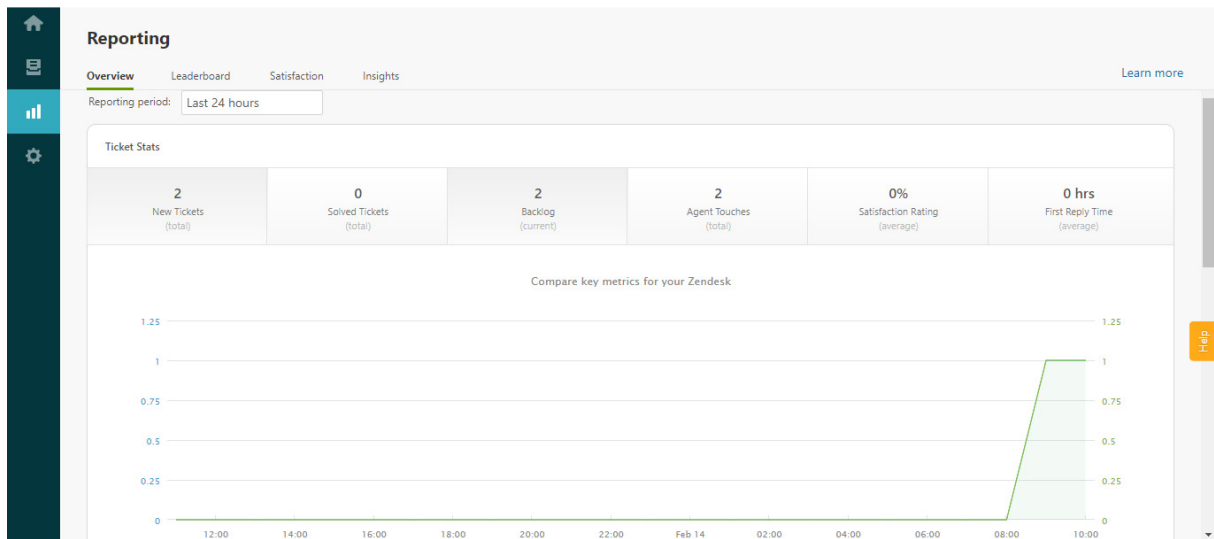 Reporting
Overview Leaderboard Satisfaction Insights Learn more
Reporting period: Last 24 hours
Ticket Stats
2 0 2 2 0% 0 hrs
New Tickets Solved Tickets Backlog Agent Touches Satisfaction Rating First Reply Time
(total) (total) (current) (total) (average) (average)
Compare key metrics for your Zendesk
1.25 1.25
Help
1 1
0.75 0.75
0.5 0.5
0.25 0.25
0 0
12:00 14:00 16:00 18:00 20:00 22:00 Feb 14 02:00 04:00 06:00 08:00 10:00